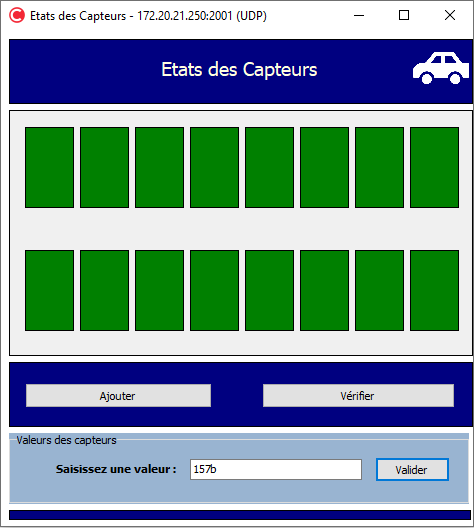 Etats des Capteurs - 172.20.21.250:2001 (UDP)
Etats des Capteurs
Ajouter Vérifier
Valeurs des capteurs
Saisissez une valeur : 157b Valider